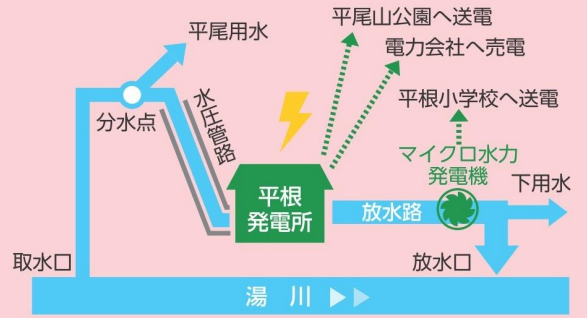 平尾山公園へ送電
平尾用水
電力会社へ売電
平根小学校へ送電
分水点
水圧管路
マイクロ水力
発電機
下用水
平根
発電所
放水路
取水口
放水口
湯川